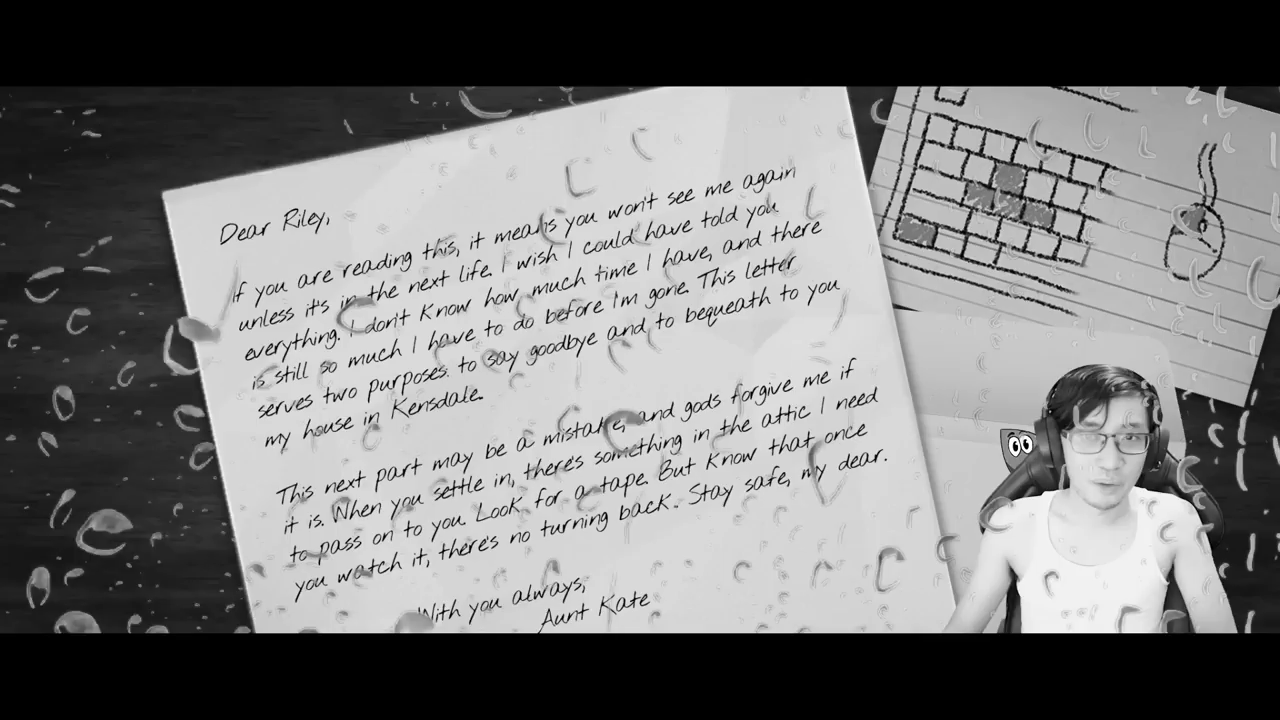 Dear Riley,
If you are reading this, it means you won't see me again
unless it's in the next life. I wish I could have told you
everything. I don't know how much time I have, and there
is still so much I have to do before I'm gone. This letter
serves two purposes: to say goodbye and to bequeath to you
my house in Kensdale.
This next part may be a mistake, and gods forgive me if
it is. When you settle in, there's something in the attic I need
to pass on to you. Look for a tape. But know that once
you watch it, there's no turning back. Stay safe, my dear.
With you always,
Aunt Kate